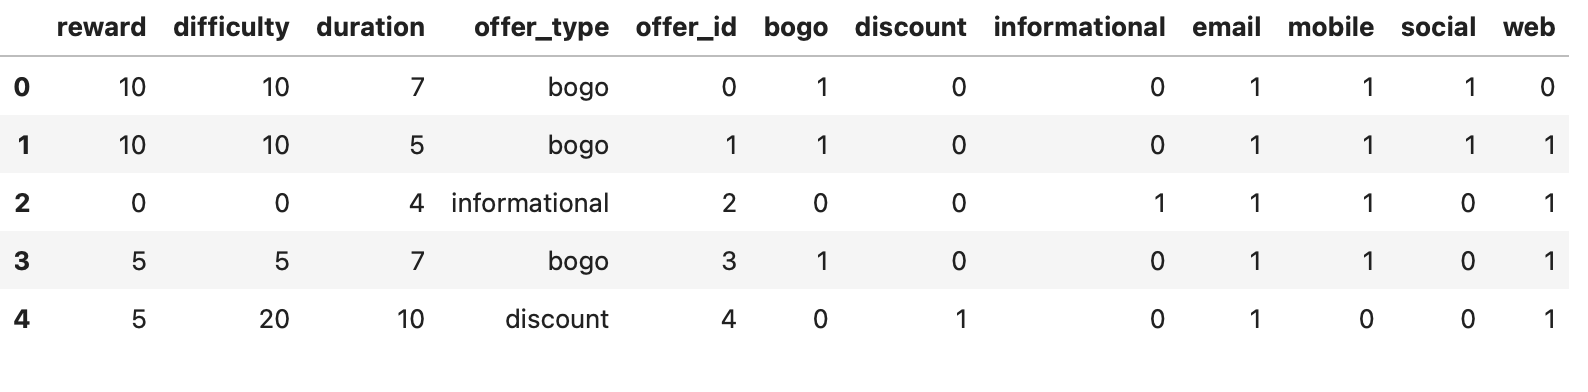 reward difficulty duration offer_type offer_id bogo discount informational email mobile social web
0 10 10 7 bogo 0 1 0 0 1 1 1 0
1 10 10 5 bogo 1 1 0 0 1 1 1 1
2 0 0 4 informational 2 0 0 1 1 1 0 1
3 5 5 7 bogo 3 1 0 0 1 1 0 1
4 5 20 10 discount 4 0 1 0 1 0 0 1